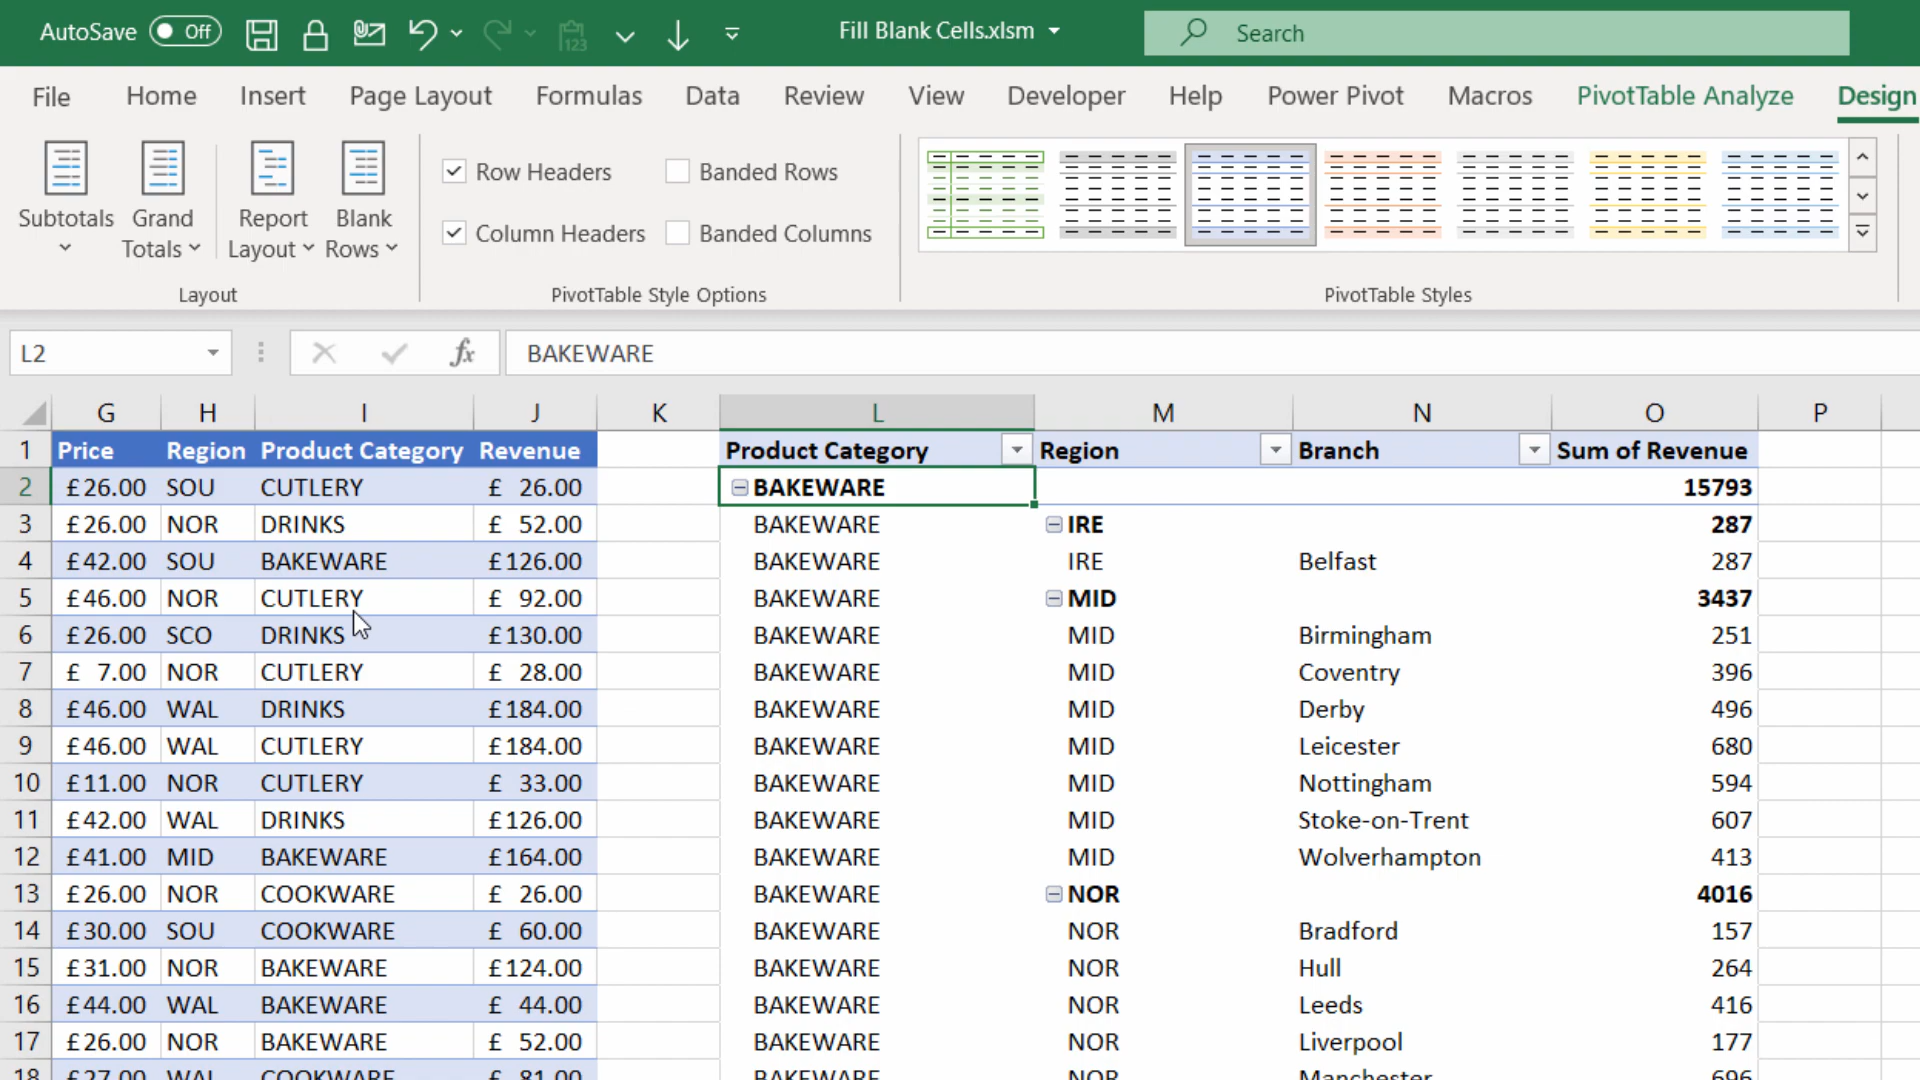 AutoSave Off 123 Fill Blank Cells.xlsm Search
File Home Insert Page Layout Formulas Data Review View Developer Help Power Pivot Macros PivotTable Analyze Design
Subtotals Grand Totals Report Layout Blank Rows
Row Headers Banded Rows
Column Headers Banded Columns
Layout PivotTable Style Options PivotTable Styles
L2 fx BAKEWARE
G H I J K L M N O P
1 Price Region Product Category Revenue Product Category Region Branch Sum of Revenue
2 £26.00 SOU CUTLERY £ 26.00 BAKEWARE 15793
3 £26.00 NOR DRINKS £ 52.00 BAKEWARE IRE 287
4 £42.00 SOU BAKEWARE £126.00 BAKEWARE IRE Belfast 287
5 £46.00 NOR CUTLERY £ 92.00 BAKEWARE MID 3437
6 £26.00 SCO DRINKS £130.00 BAKEWARE MID Birmingham 251
7 £ 7.00 NOR CUTLERY £ 28.00 BAKEWARE MID Coventry 396
8 £46.00 WAL DRINKS £184.00 BAKEWARE MID Derby 496
9 £46.00 WAL CUTLERY £184.00 BAKEWARE MID Leicester 680
10 £11.00 NOR CUTLERY £ 33.00 BAKEWARE MID Nottingham 594
11 £42.00 WAL DRINKS £126.00 BAKEWARE MID Stoke-on-Trent 607
12 £41.00 MID BAKEWARE £164.00 BAKEWARE MID Wolverhampton 413
13 £26.00 NOR COOKWARE £ 26.00 BAKEWARE NOR 4016
14 £30.00 SOU COOKWARE £ 60.00 BAKEWARE NOR Bradford 157
15 £31.00 NOR BAKEWARE £124.00 BAKEWARE NOR Hull 264
16 £44.00 WAL BAKEWARE £ 44.00 BAKEWARE NOR Leeds 416
17 £26.00 NOR BAKEWARE £ 52.00 BAKEWARE NOR Liverpool 177
18 £27.00 WAL COOKWARE £ 81.00 BAKEWARE NOR Manchester 696